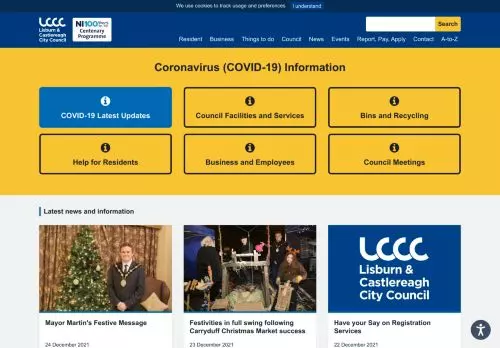 We use cookies to track usage and preferences I understand
LCCC
Lisburn &
Castlereagh
City Council
NI100
Centenary
Programme
Search
Resident Business Things to do Council News Events Report, Pay, Apply Contact A-to-Z
Coronavirus (COVID-19) Information
COVID-19 Latest Updates Council Facilities and Services Bins and Recycling
Help for Residents Business and Employees Council Meetings
Latest news and information
LCCC
Lisburn &
Castlereagh
City Council
Mayor Martin's Festive Message Festivities in full swing following Have your Say on Registration
Carryduff Christmas Market success Services
24 December 2021 23 December 2021 22 December 2021